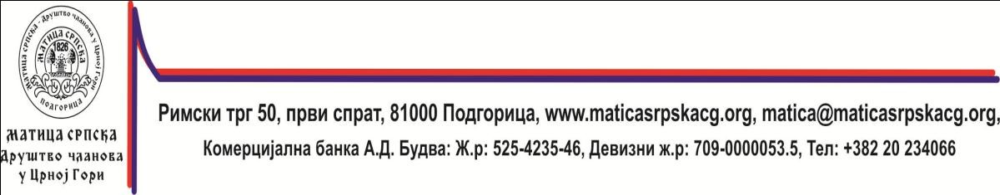 МАТИЦА СРПСКА - ДРУШТВО ЧЛАНОВА У ЦРНОЈ ГОРИ
МАТИЦА СРПСКА
1826
ПОДГОРИЦА
МАТИЦА СРПСКА
Друштво чланова
у Црној Гори
Римски трг 50, први спрат, 81000 Подгорица, www.maticasrpskacg.org, matica@maticasrpskacg.org,
Комерцијална банка А.Д. Будва: Ж.р: 525-4235-46, Девизни ж.р: 709-0000053.5, Тел: +382 20 234066